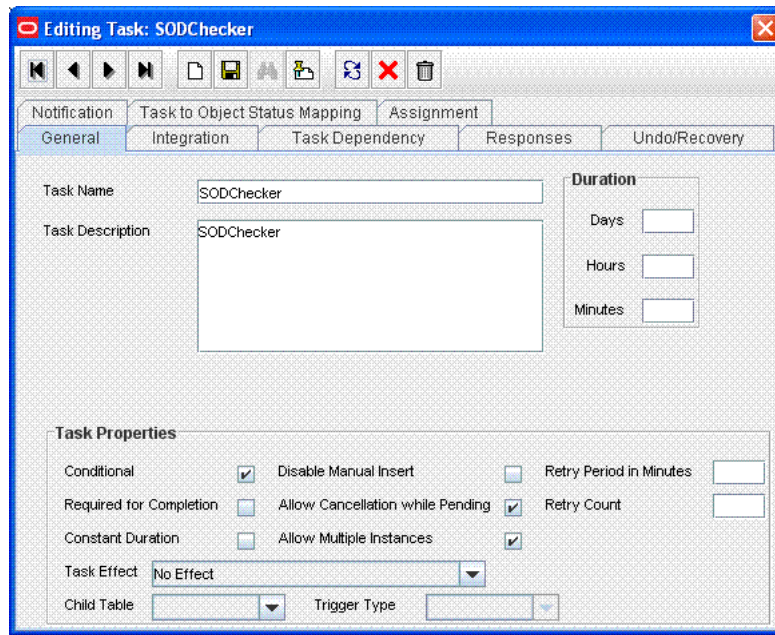 Editing Task: SODChecker
Notification Task to Object Status Mapping Assignment
General Integration Task Dependency Responses Undo/Recovery
Task Name SODChecker
Task Description SODChecker
Duration
Days
Hours
Minutes
Task Properties
Conditional Disable Manual Insert Retry Period in Minutes
Required for Completion Allow Cancellation while Pending Retry Count
Constant Duration Allow Multiple Instances
Task Effect No Effect
Child Table Trigger Type